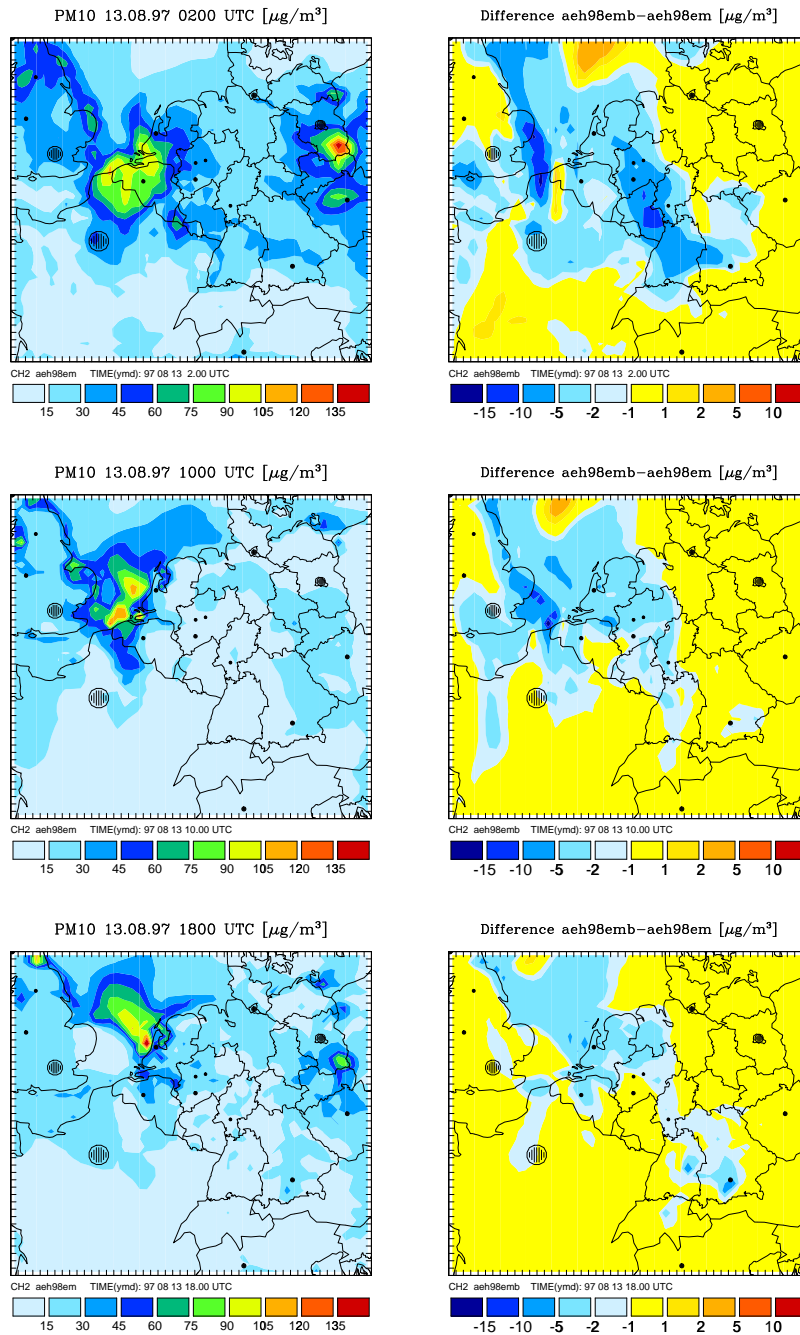 PM10 13.08.97 0200 UTC [μg/m³]
Difference aeh98emb−aeh98em [μg/m³]
CH2 aeh98em TIME(ymd): 97 08 13 2.00 UTC
CH2 aeh98emb TIME(ymd): 97 08 13 2.00 UTC
15 30 45 60 75 90 105 120 135
-15 -10 -5 -2 -1 1 2 5 10
PM10 13.08.97 1000 UTC [μg/m³]
Difference aeh98emb−aeh98em [μg/m³]
CH2 aeh98em TIME(ymd): 97 08 13 10.00 UTC
CH2 aeh98emb TIME(ymd): 97 08 13 10.00 UTC
15 30 45 60 75 90 105 120 135
-15 -10 -5 -2 -1 1 2 5 10
PM10 13.08.97 1800 UTC [μg/m³]
Difference aeh98emb−aeh98em [μg/m³]
CH2 aeh98em TIME(ymd): 97 08 13 18.00 UTC
CH2 aeh98emb TIME(ymd): 97 08 13 18.00 UTC
15 30 45 60 75 90 105 120 135
-15 -10 -5 -2 -1 1 2 5 10